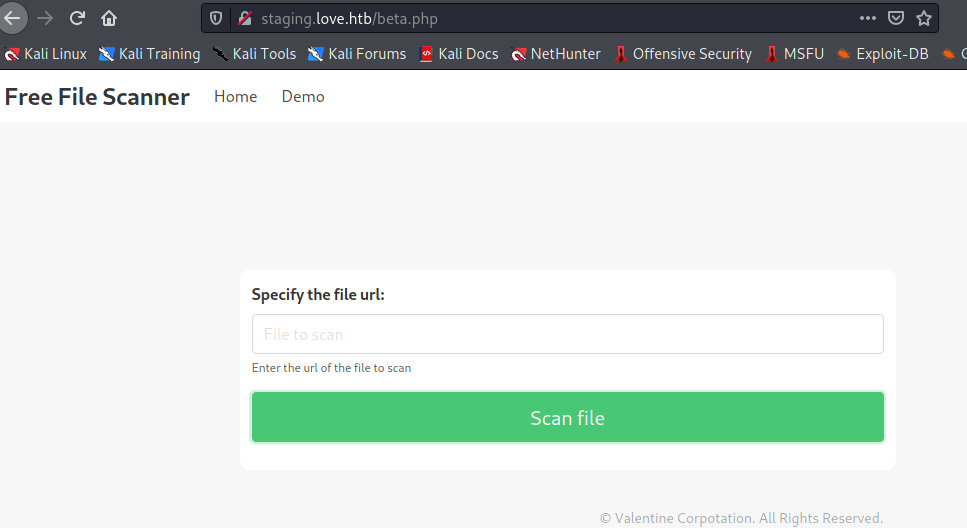 staging.love.htb/beta.php
Kali Linux Kali Training Kali Tools Kali Forums Kali Docs NetHunter Offensive Security MSFU Exploit-DB
Free File Scanner Home Demo
Specify the file url:
File to scan
Enter the url of the file to scan
Scan file
© Valentine Corpotation. All Rights Reserved.